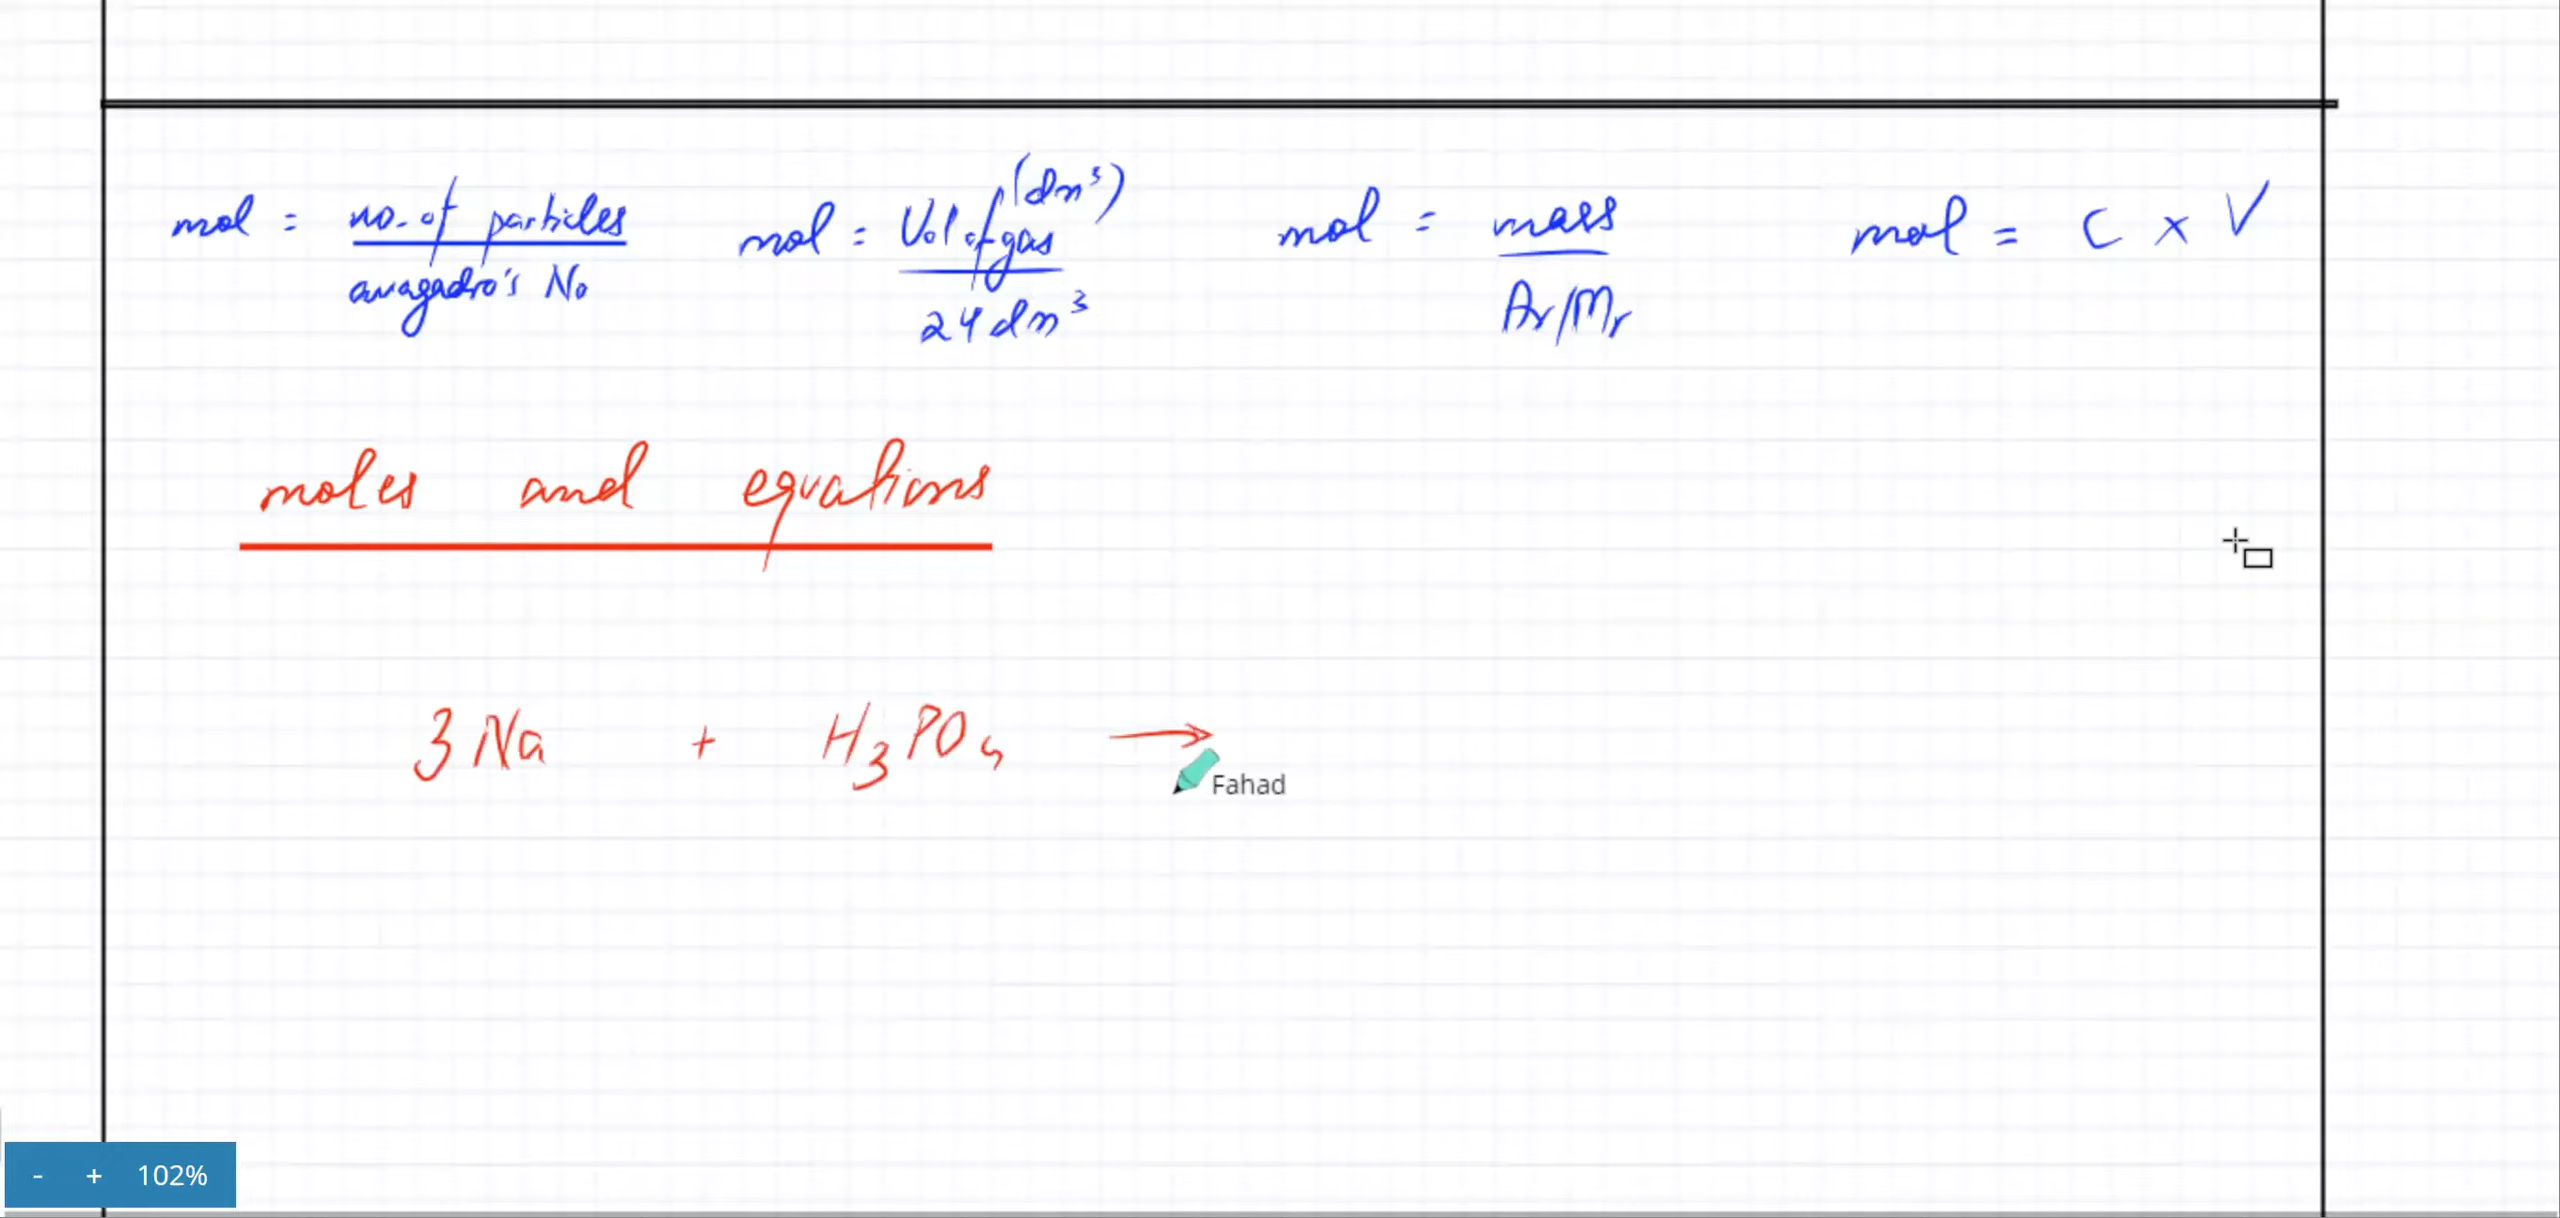 mol = no. of particles / avagadro's No
mol = Vol of gas (dm³) / 24 dm³
mol = mass / Ar/Mr
mol = C × V
moles and equations
3 Na + H₃PO₄ →
Fahad
- + 102%